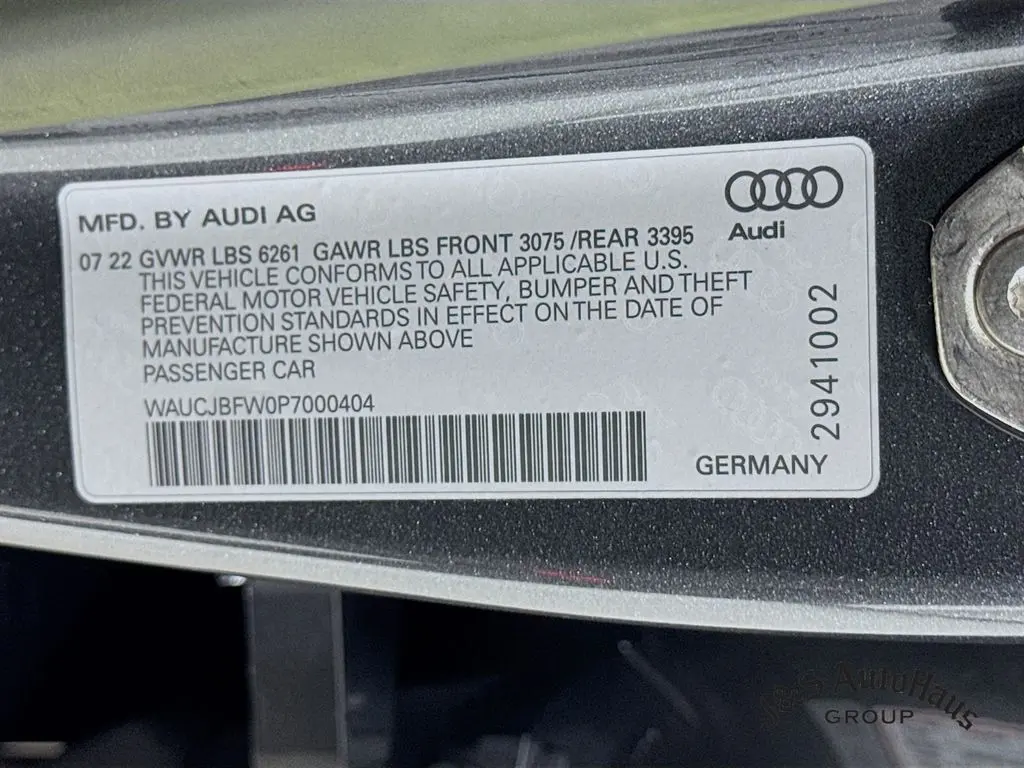 MFD. BY AUDI AG
Audi
07 22 GVWR LBS 6261 GAWR LBS FRONT 3075 /REAR 3395
THIS VEHICLE CONFORMS TO ALL APPLICABLE U.S.
FEDERAL MOTOR VEHICLE SAFETY, BUMPER AND THEFT
PREVENTION STANDARDS IN EFFECT ON THE DATE OF
MANUFACTURE SHOWN ABOVE
PASSENGER CAR
WAUCJBFW0P7000404
2941002
GERMANY
AutoHaus
GROUP